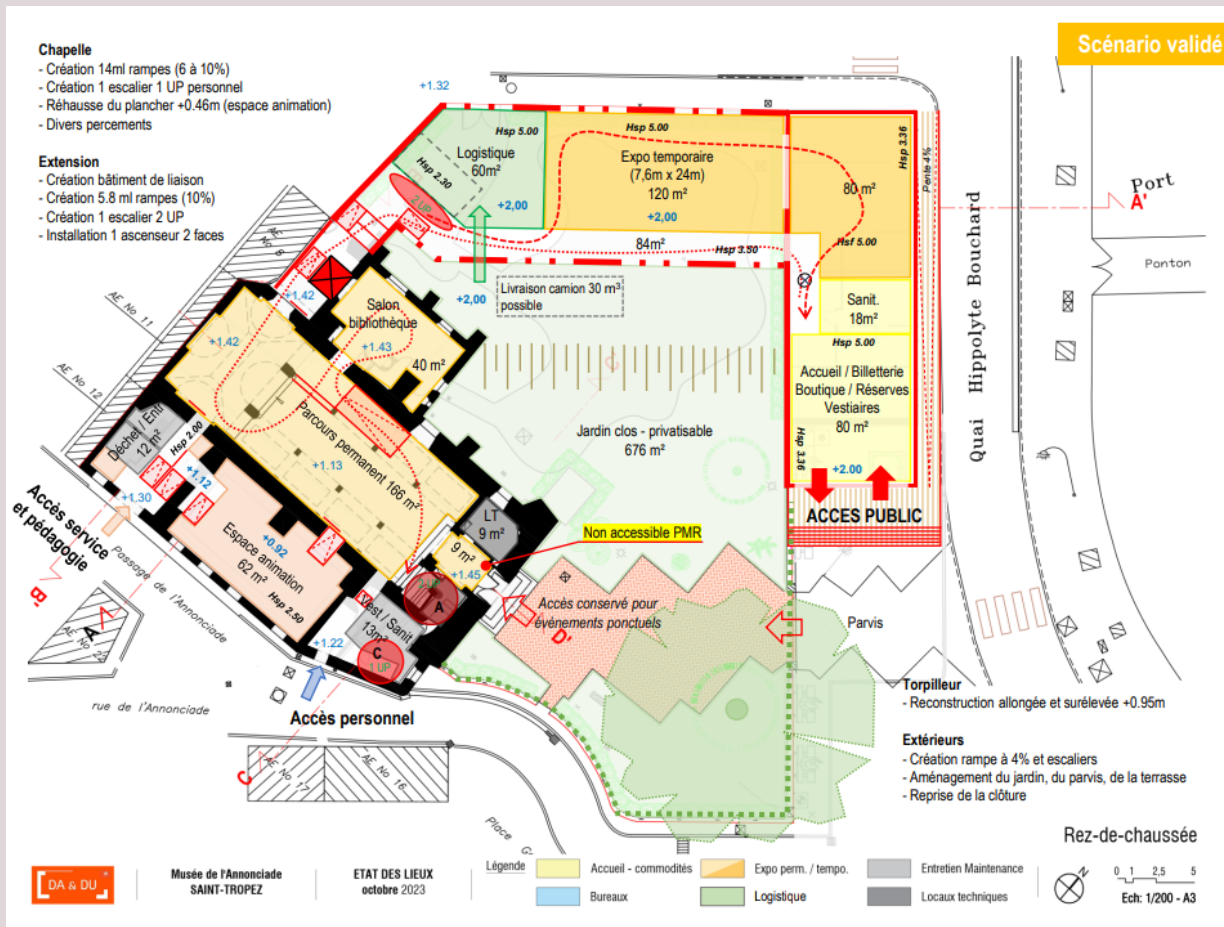 Scénario validé
Chapelle
- Création 14ml rampes (6 à 10%)
- Création 1 escalier 1 UP personnel
- Réhausse du plancher +0.46m (espace animation)
- Divers percements
Extension
- Création bâtiment de liaison
- Création 5.8 ml rampes (10%)
- Création 1 escalier 2 UP
- Installation 1 ascenseur 2 faces
+1.32
Hsp 5.00
Logistique
60m²
Hsp 2.30
+2,00
2 UP
Hsp 5.00
Expo temporaire
(7,6m x 24m)
120 m²
+2,00
84m²
Hsp 3.50
Hsp 3.36
80 m²
Hsf 5.00
Pente 4%
Sanit.
18m²
Hsp 5.00
Accueil / Billetterie
Boutique / Réserves
Vestiaires
80 m²
Hsp 3.36
+2.00
ACCES PUBLIC
Quai Hippolyte Bouchard
Port
A'
Ponton
+2,00
Livraison camion 30 m³
possible
C
Jardin clos - privatisable
676 m²
AE No 8
AE No 11
AE No 12
+1.42
+1.42
Salon
bibliothèque
+1.43
40 m²
Parcours permanent 166 m²
+1.13
Déchet / Entr
12 m²
Hsp 2.00
+1.12
+1.30
Accès service
et pédagogie
Espace animation
+0.92
62 m²
Hsp 2.50
LT
9 m²
9 m²
+1.45
Non accessible PMR
A
Vest / Sanit
13m²
C
1 UP
+1.22
Accès conservé pour
événements ponctuels
D'
Parvis
B'
A
AE No 22
Passage de l'Annonciade
rue de l'Annonciade
Accès personnel
C
AE No 17
AE No 16
Place G
Torpilleur
- Reconstruction allongée et surélevée +0.95m
Extérieurs
- Création rampe à 4% et escaliers
- Aménagement du jardin, du parvis, de la terrasse
- Reprise de la clôture
Rez-de-chaussée
DA & DU
Musée de l'Annonciade
SAINT-TROPEZ
ETAT DES LIEUX
octobre 2023
Légende
Accueil - commodités
Expo perm. / tempo.
Entretien Maintenance
Bureaux
Logistique
Locaux techniques
N
0 1 2,5 5
Ech: 1/200 - A3